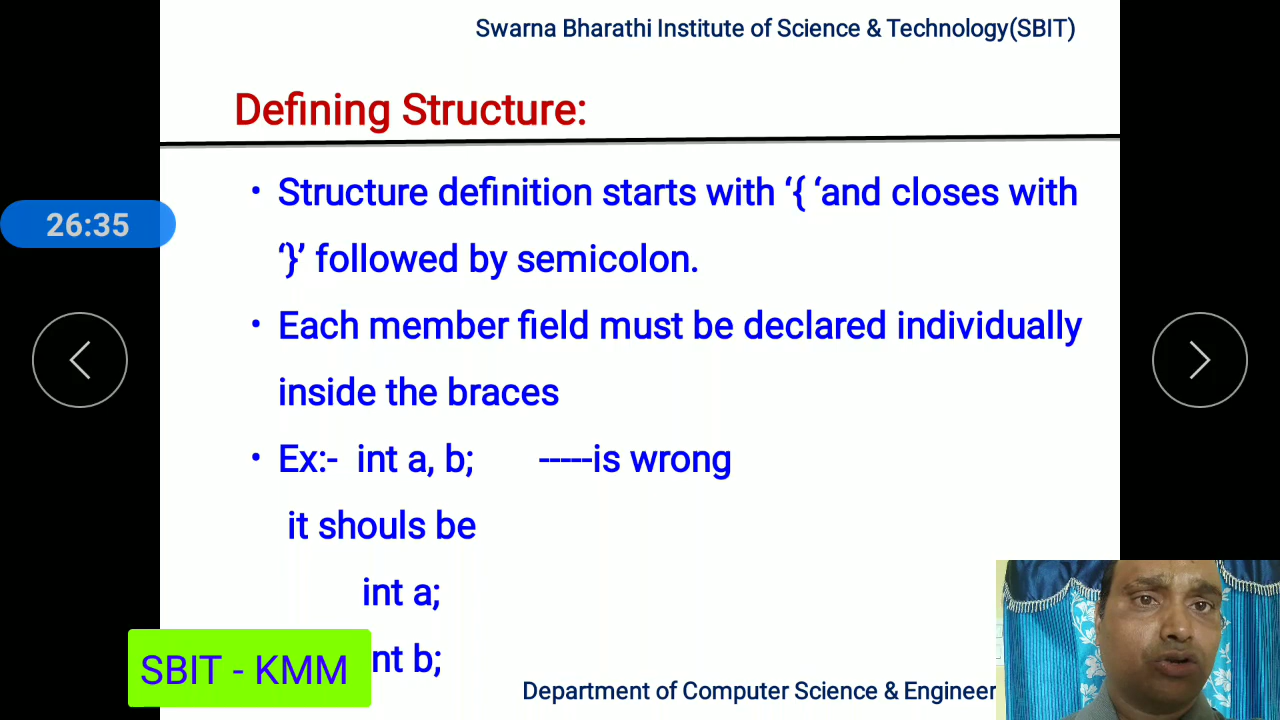 Swarna Bharathi Institute of Science & Technology(SBIT)
Defining Structure:
• Structure definition starts with ‘{ ‘and closes with
‘}’ followed by semicolon.
26:35
• Each member field must be declared individually
inside the braces
• Ex:- int a, b; -----is wrong
it shouls be
int a;
nt b;
SBIT - KMM
Department of Computer Science & Engineer